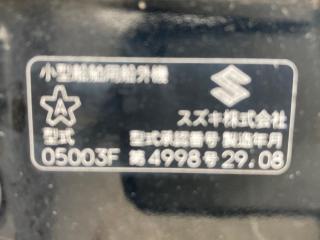 小型船舶用船外機
スズキ株式会社
型式 型式承認番号 製造年月
05003F 第4998号 29.08